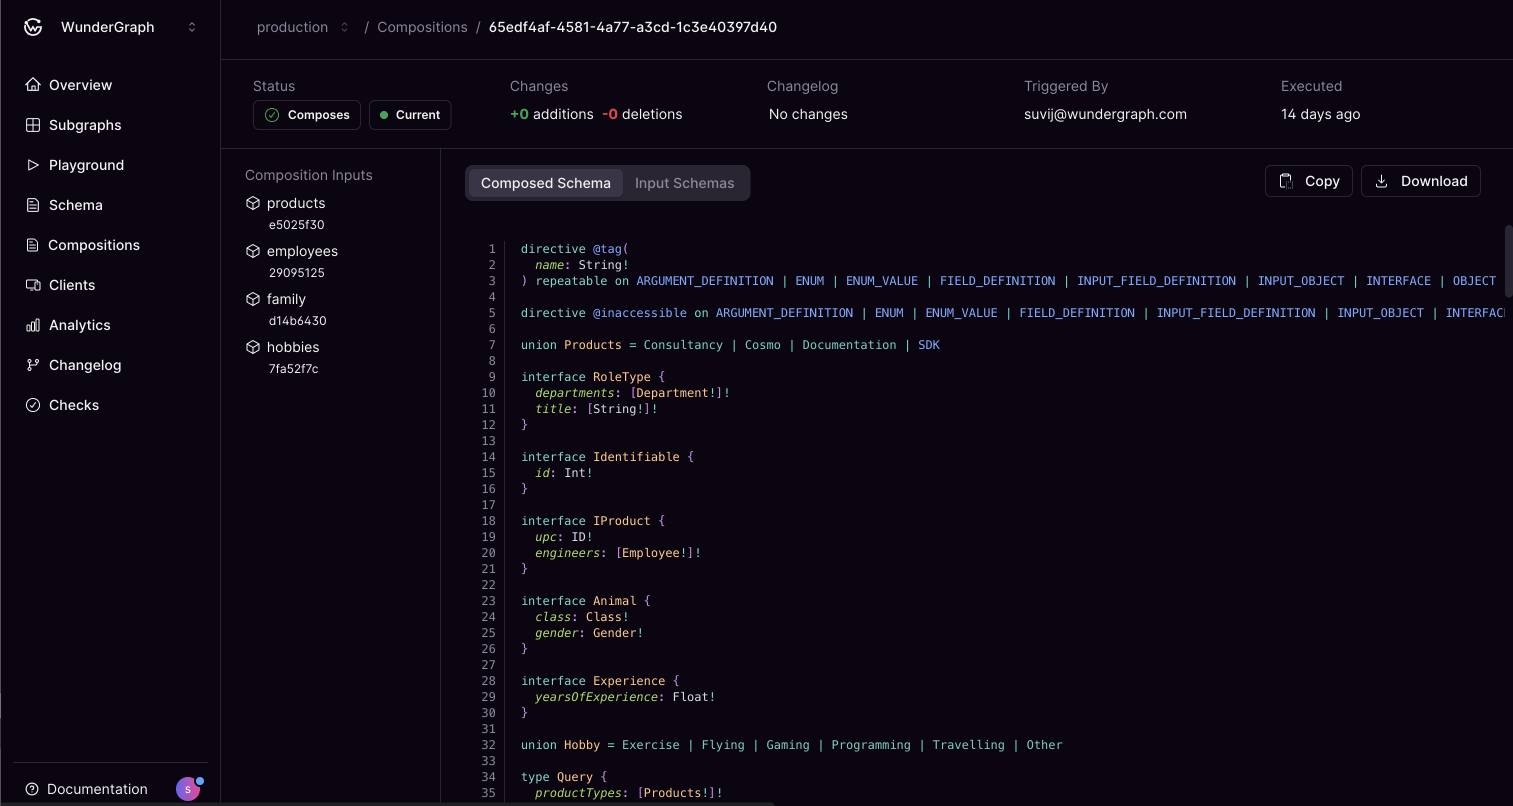 WunderGraph
production / Compositions / 65edf4af-4581-4a77-a3cd-1c3e40397d40
Overview
Subgraphs
Playground
Schema
Compositions
Clients
Analytics
Changelog
Checks
Documentation
s
Status
Composes
Current
Changes
+0 additions -0 deletions
Changelog
No changes
Triggered By
suvij@wundergraph.com
Executed
14 days ago
Composition Inputs
products
e5025f30
employees
29095125
family
d14b6430
hobbies
7fa52f7c
Composed Schema
Input Schemas
Copy
Download
1 directive @tag(
2   name: String!
3 ) repeatable on ARGUMENT_DEFINITION | ENUM | ENUM_VALUE | FIELD_DEFINITION | INPUT_FIELD_DEFINITION | INPUT_OBJECT | INTERFACE | OBJECT
4
5 directive @inaccessible on ARGUMENT_DEFINITION | ENUM | ENUM_VALUE | FIELD_DEFINITION | INPUT_FIELD_DEFINITION | INPUT_OBJECT | INTERFAC
6
7 union Products = Consultancy | Cosmo | Documentation | SDK
8
9 interface RoleType {
10   departments: [Department!]!
11   title: [String!]!
12 }
13
14 interface Identifiable {
15   id: Int!
16 }
17
18 interface IProduct {
19   upc: ID!
20   engineers: [Employee!]!
21 }
22
23 interface Animal {
24   class: Class!
25   gender: Gender!
26 }
27
28 interface Experience {
29   yearsOfExperience: Float!
30 }
31
32 union Hobby = Exercise | Flying | Gaming | Programming | Travelling | Other
33
34 type Query {
35   productTypes: [Products!]!